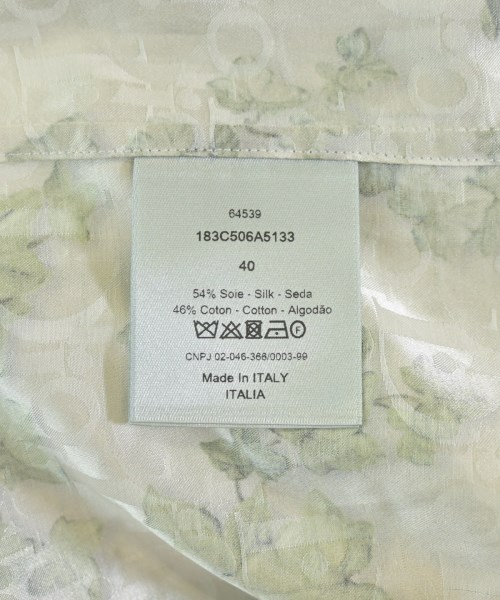 64539
183C506A5133
40
54% Soie - Silk - Seda
46% Coton - Cotton - Algodão
F
CNPJ 02-046-366/0003-99
Made In ITALY
ITALIA